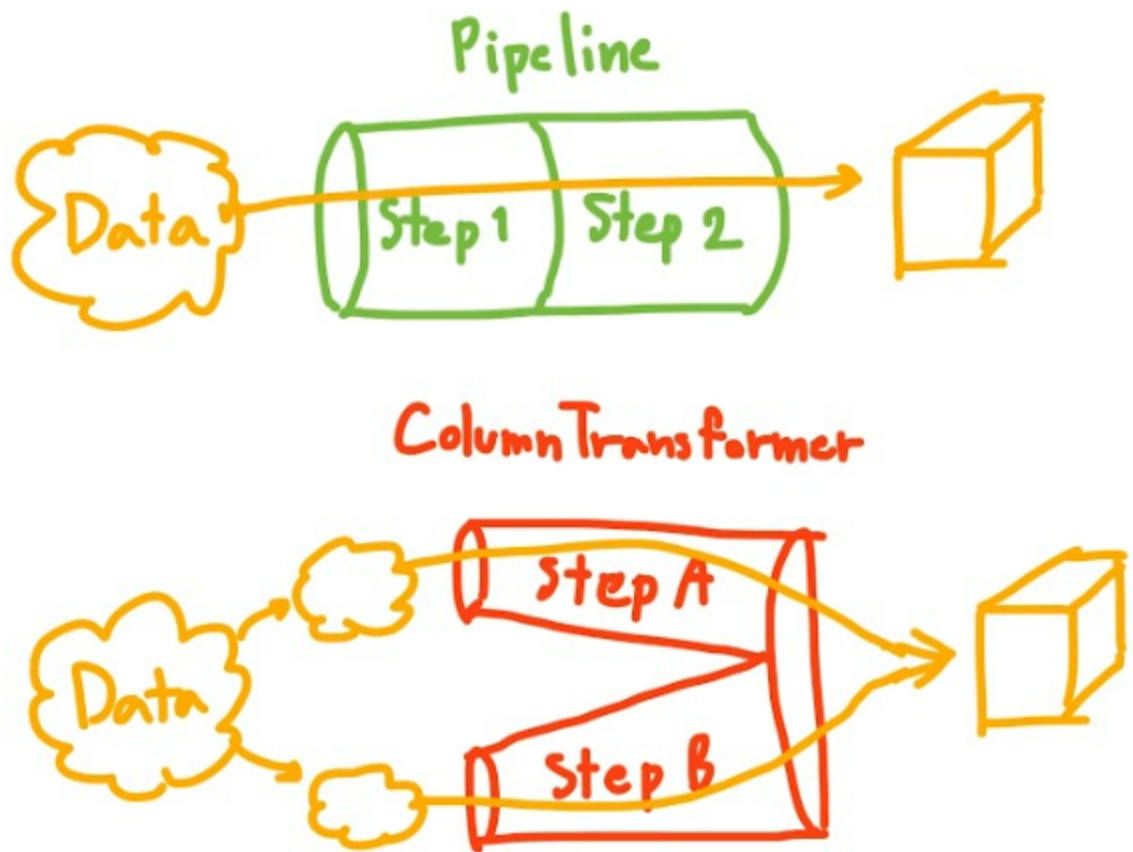 Pipeline
Data
Step 1
Step 2
ColumnTransformer
Step A
Data
Step B